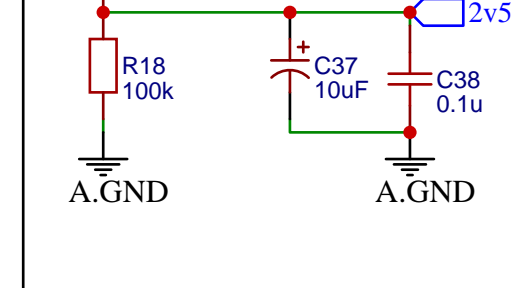 2v5
R18
100k
+
C37
10uF
C38
0.1u
A.GND
A.GND